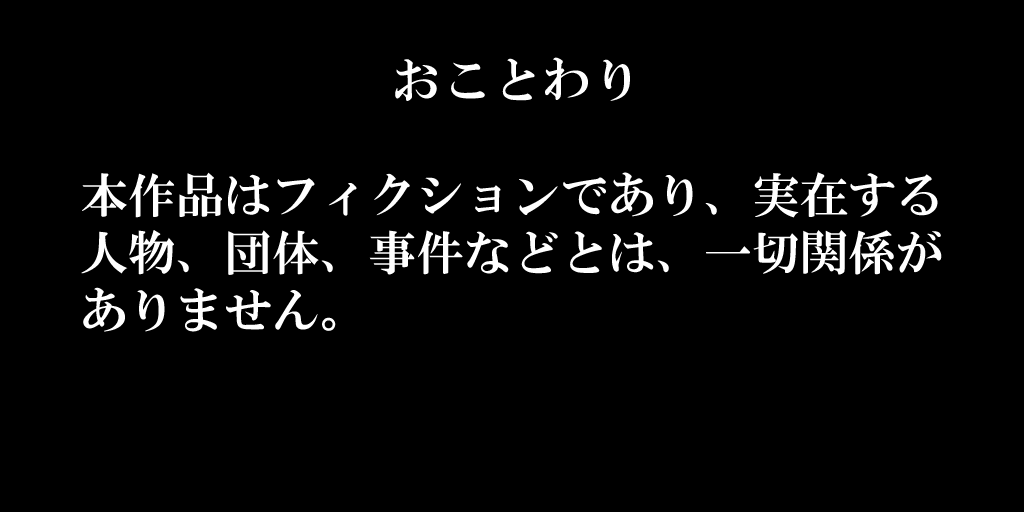 おことわり
本作品はフィクションであり、実在する
人物、団体、事件などとは、一切関係が
ありません。